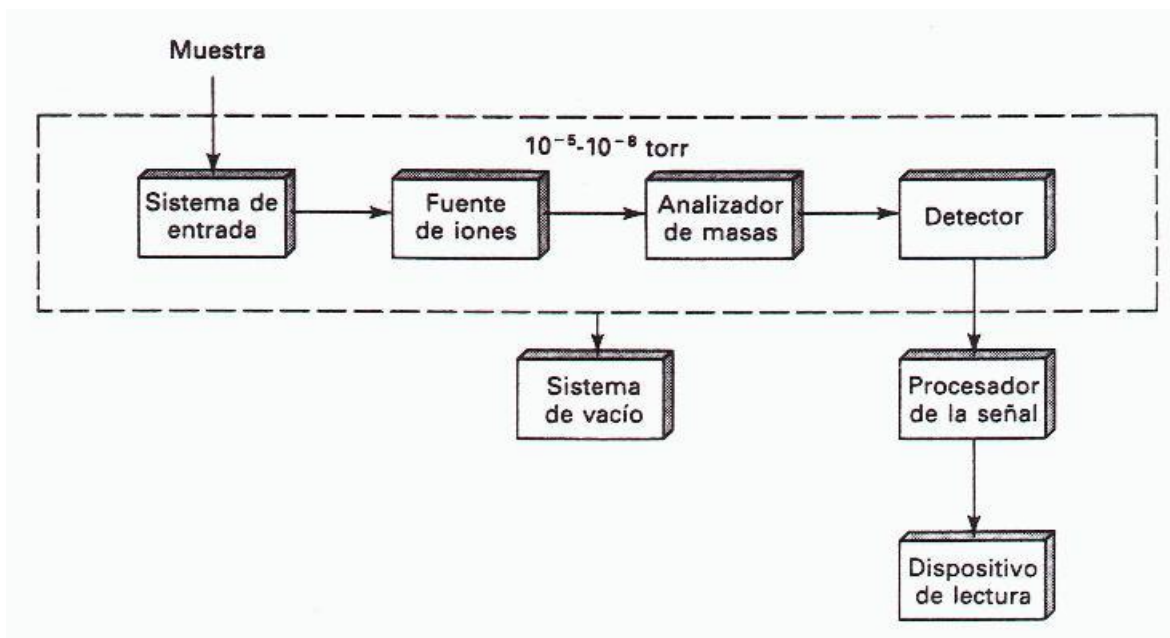 Muestra
10⁻⁵-10⁻⁸ torr
Sistema de
entrada
Fuente
de iones
Analizador
de masas
Detector
Sistema
de vacío
Procesador
de la señal
Dispositivo
de lectura